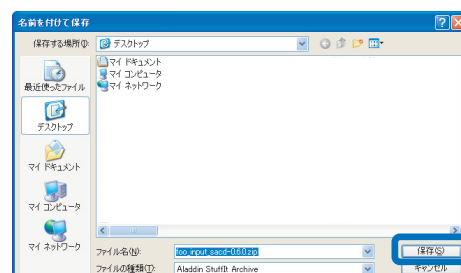 名前を付けて保存
保存する場所(I):
デスクトップ
マイ ドキュメント
マイ コンピュータ
マイ ネットワーク
最近使ったファイル
デスクトップ
マイ ドキュメント
マイ コンピュータ
マイ ネットワーク
ファイル名(N):
foo_input_sacd-0.6.0.zip
保存(S)
ファイルの種類(T):
Aladdin StuffIt Archive
キャンセル